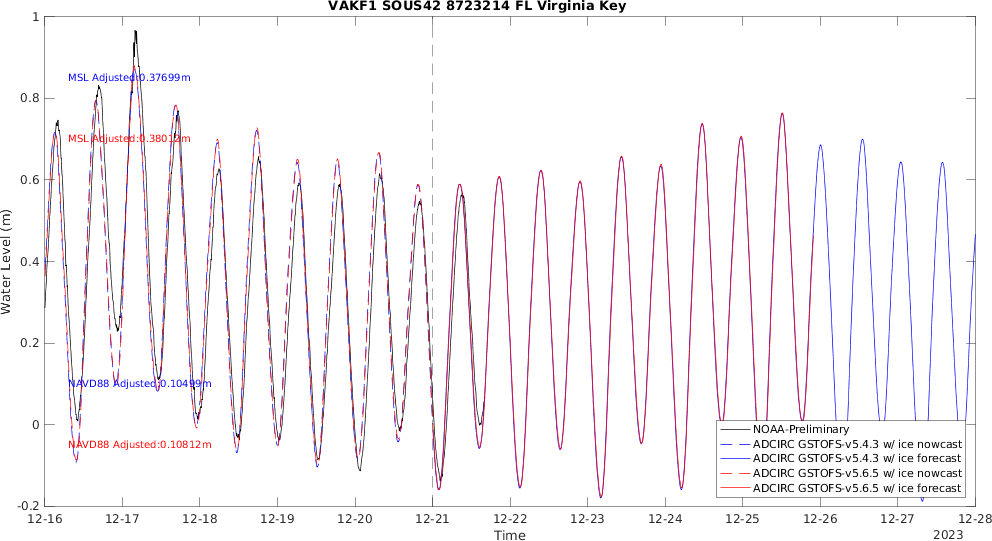 VAKF1 SOUS42 8723214 FL Virginia Key
1
0.8
0.6
0.4
0.2
0
-0.2
Water Level (m)
MSL Adjusted:0.37699m
MSL Adjusted:0.38012m
NAVD88 Adjusted:0.10499m
NAVD88 Adjusted:0.10812m
NOAA-Preliminary
ADCIRC GSTOFS-v5.4.3 w/ ice nowcast
ADCIRC GSTOFS-v5.4.3 w/ ice forecast
ADCIRC GSTOFS-v5.6.5 w/ ice nowcast
ADCIRC GSTOFS-v5.6.5 w/ ice forecast
12-16 12-17 12-18 12-19 12-20 12-21 12-22 12-23 12-24 12-25 12-26 12-27 12-28
Time
2023